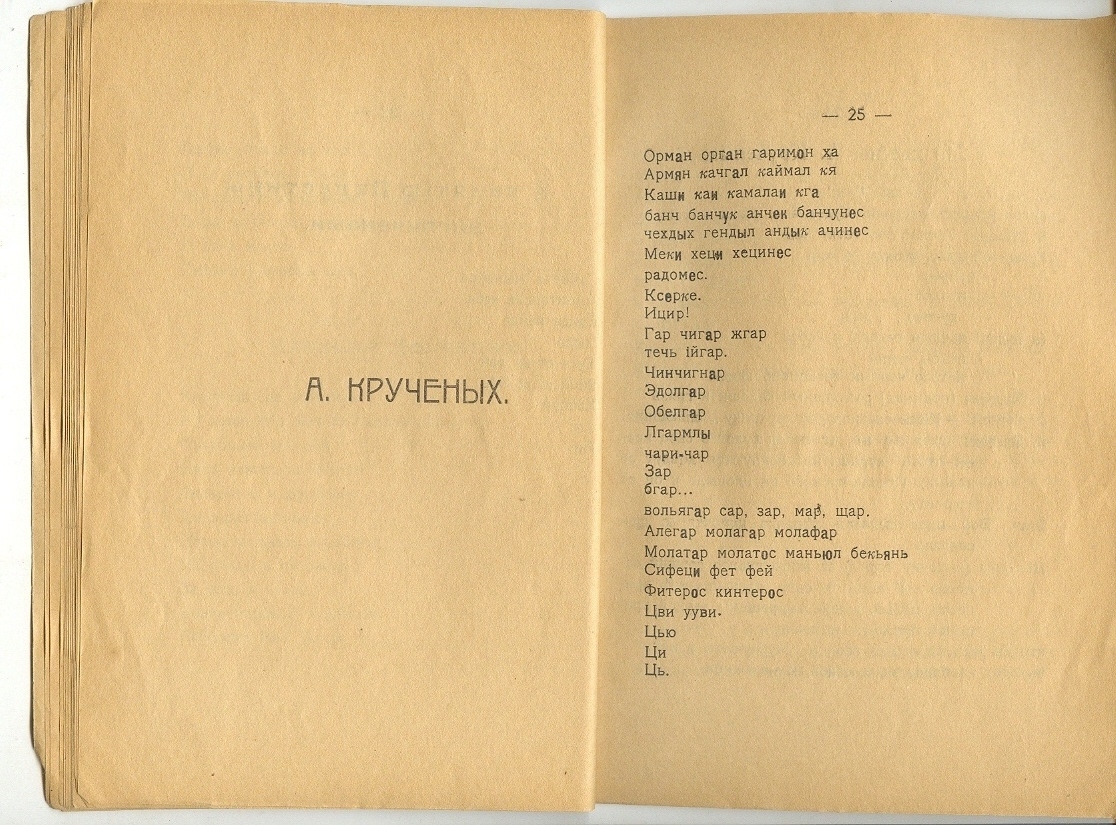 А. КРУЧЕНЫХ.
— 25 —
Орман орган гаримон ха
Армян качгал каймал кя
Каши каи камалаи кга
банч банчук анчек банчунес
чехдых гендыл андык ачинес
Меки хеци хецинес
радомес.
Ксерке.
Ицир!
Гар чигар жгар
течь ійгар.
Чинчигнар
Эдолгар
Обелгар
Лгармлы
чари-чар
Зар
бгар...
вольягар сар, зар, мар, щар.
Алегар молагар молафар
Молатар молатос маньюл бекьянь
Сифеци фет фей
Фитерос кинтерос
Цви ууви.
Цью
Ци
Ць.